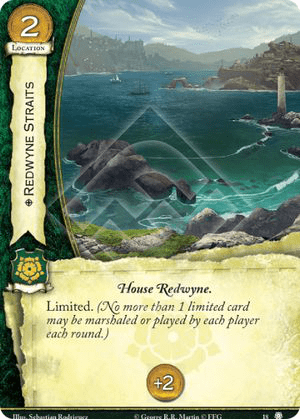 2
LOCATION
REDWYNE STRAITS
House Redwyne.
Limited. (No more than 1 limited card
may be marshaled or played by each player
each round.)
+2
Illus. Sebastian Rodriguez © George R.R. Martin © FFG 18